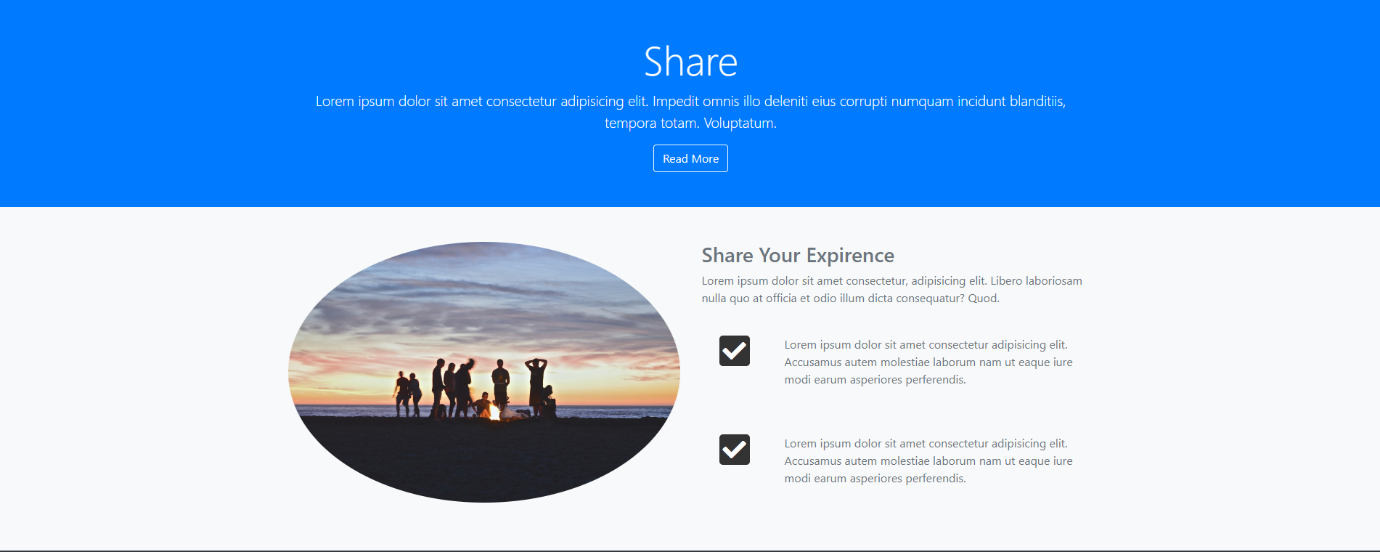 Share
Lorem ipsum dolor sit amet consectetur adipisicing elit. Impedit omnis illo deleniti eius corrupti numquam incidunt blanditiis,
tempora totam. Voluptatum.
Read More
Share Your Expirence
Lorem ipsum dolor sit amet consectetur, adipisicing elit. Libero laboriosam
nulla quo at officia et odio illum dicta consequatur? Quod.
Lorem ipsum dolor sit amet consectetur adipisicing elit.
Accusamus autem molestiae laborum nam ut eaque iure
modi earum asperiores perferendis.
Lorem ipsum dolor sit amet consectetur adipisicing elit.
Accusamus autem molestiae laborum nam ut eaque iure
modi earum asperiores perferendis.